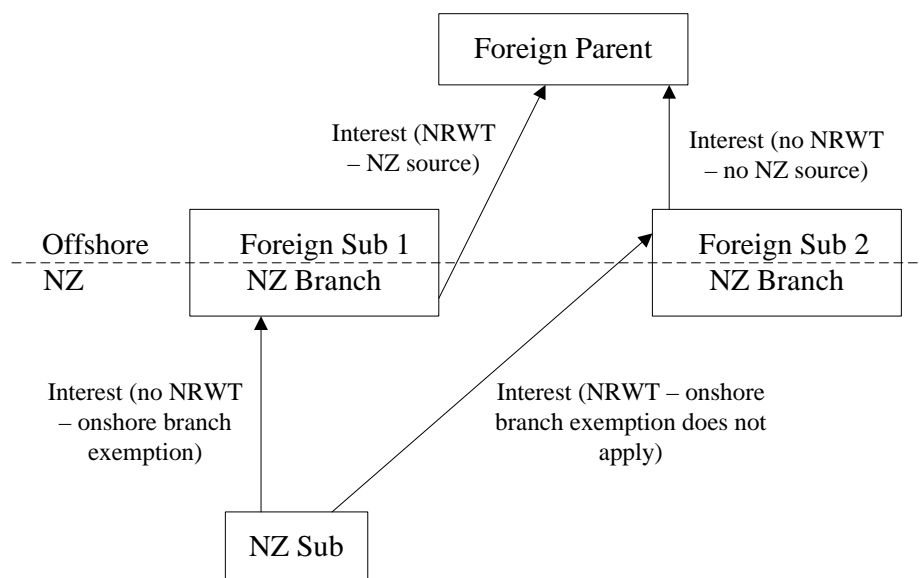 Foreign Parent
Interest (NRWT
– NZ source)
Interest (no NRWT
– no NZ source)
Offshore
NZ
Foreign Sub 1
NZ Branch
Foreign Sub 2
NZ Branch
Interest (no NRWT
– onshore branch
exemption)
Interest (NRWT – onshore
branch exemption does not
apply)
NZ Sub